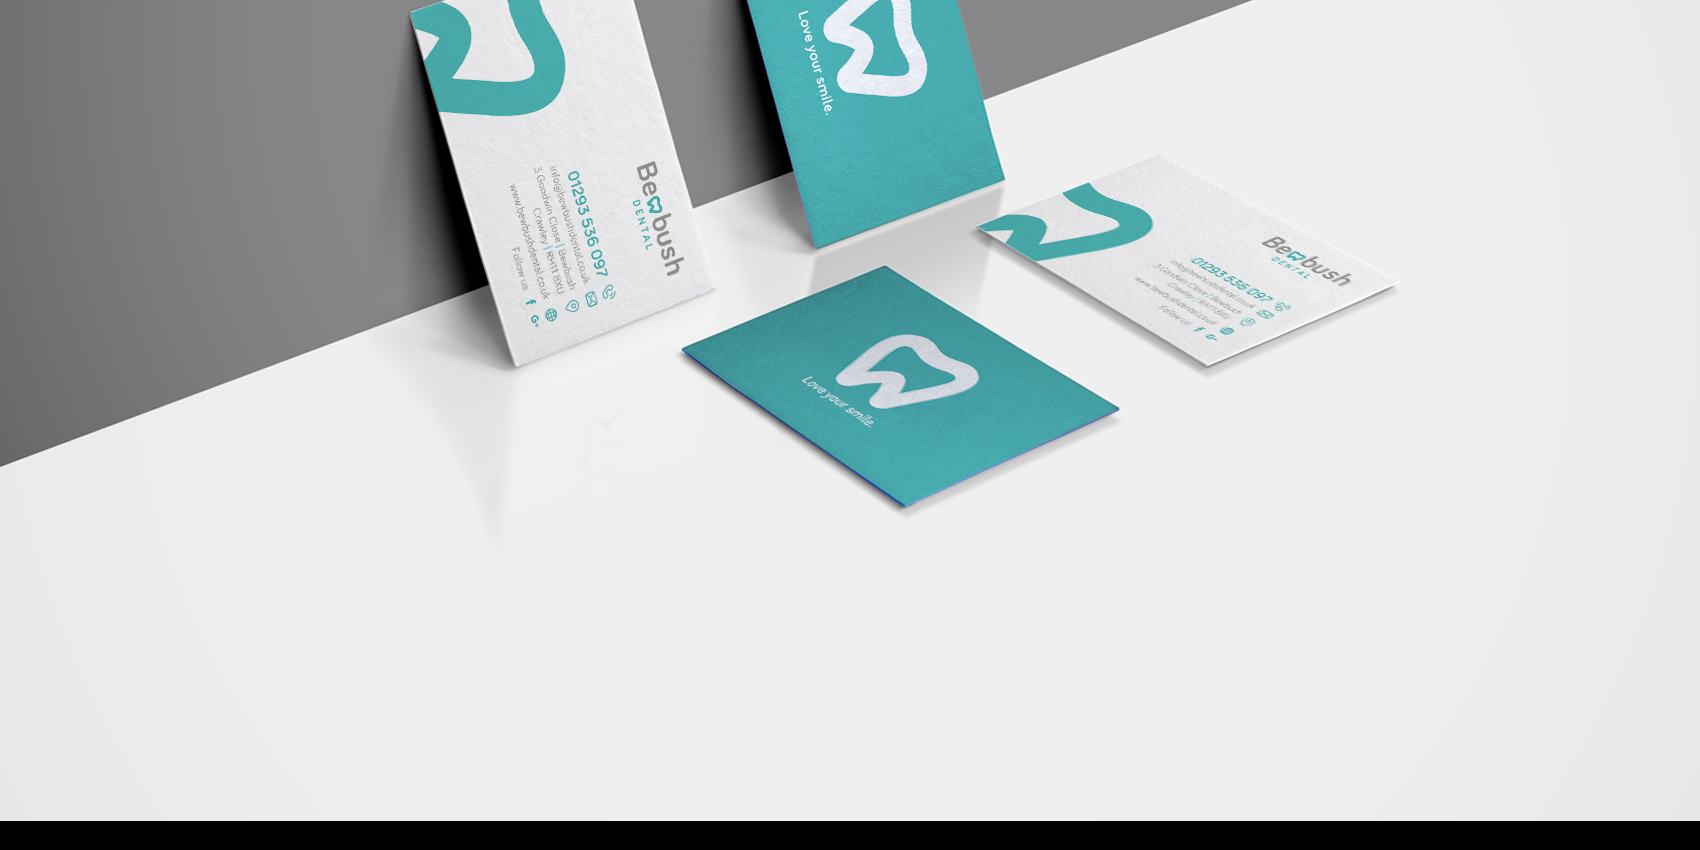 Bewbush
DENTAL
01293 536 097
info@bewbushdental.co.uk
3 Goodwin Close | Bewbush
Crawley | RH11 8XU
www.bewbushdental.co.uk
Follow us
f G+
Love your smile.
Love your smile.
Bewbush
DENTAL
01293 536 097
info@bewbushdental.co.uk
3 Goodwin Close | Bewbush
Crawley | RH11 8XU
www.bewbushdental.co.uk
Follow us
f G+